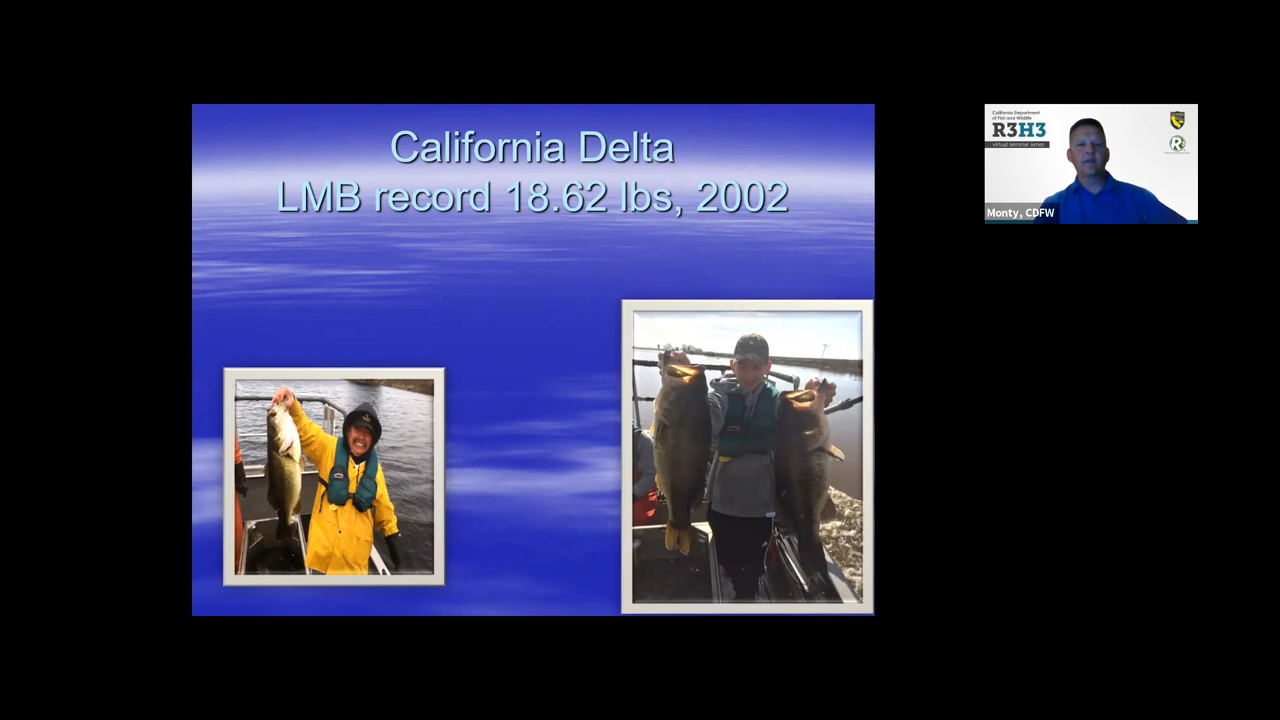 California Delta
LMB record 18.62 lbs, 2002
California Department
of Fish and Wildlife
R3H3
virtual seminar series
Monty, CDFW